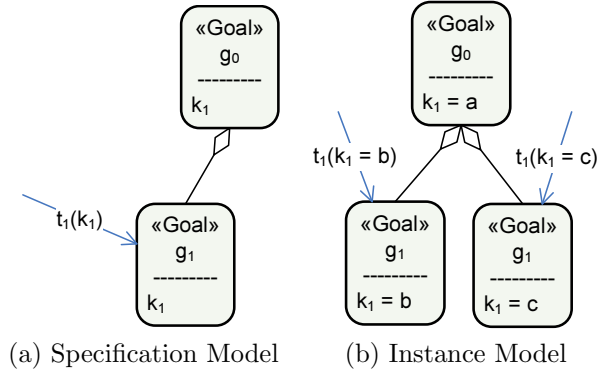 «Goal»
g₀
---------
k₁
t₁(k₁)
«Goal»
g₁
---------
k₁
(a) Specification Model
«Goal»
g₀
---------
k₁ = a
t₁(k₁ = b)
t₁(k₁ = c)
«Goal»
g₁
---------
k₁ = b
«Goal»
g₁
---------
k₁ = c
(b) Instance Model